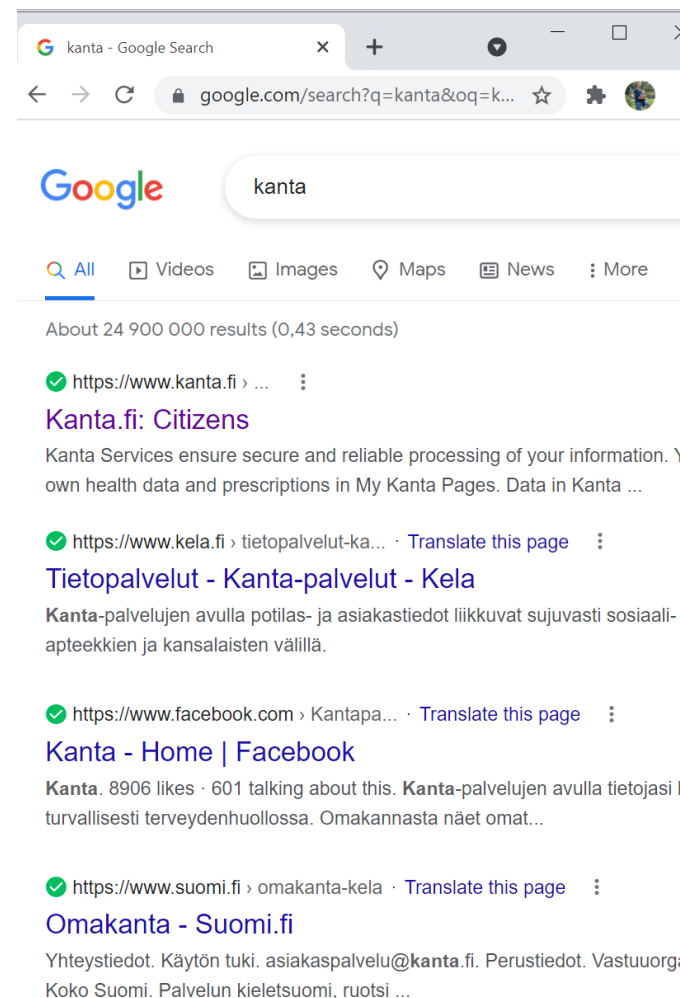 kanta - Google Search
google.com/search?q=kanta&oq=k...
Google
kanta
All Videos Images Maps News More
About 24 900 000 results (0,43 seconds)
https://www.kanta.fi › ...
Kanta.fi: Citizens
Kanta Services ensure secure and reliable processing of your information.
own health data and prescriptions in My Kanta Pages. Data in Kanta ...
https://www.kela.fi › tietopalvelut-ka... · Translate this page
Tietopalvelut - Kanta-palvelut - Kela
Kanta-palvelujen avulla potilas- ja asiakastiedot liikkuvat sujuvasti sosiaali-
apteekkien ja kansalaisten välillä.
https://www.facebook.com › Kantapa... · Translate this page
Kanta - Home | Facebook
Kanta. 8906 likes · 601 talking about this. Kanta-palvelujen avulla tietojasi
turvallisesti terveydenhuollossa. Omakannasta näet omat...
https://www.suomi.fi › omakanta-kela · Translate this page
Omakanta - Suomi.fi
Yhteystiedot. Käytön tuki. asiakaspalvelu@kanta.fi. Perustiedot. Vastuuorga
Koko Suomi. Palvelun kieletsuomi, ruotsi ...